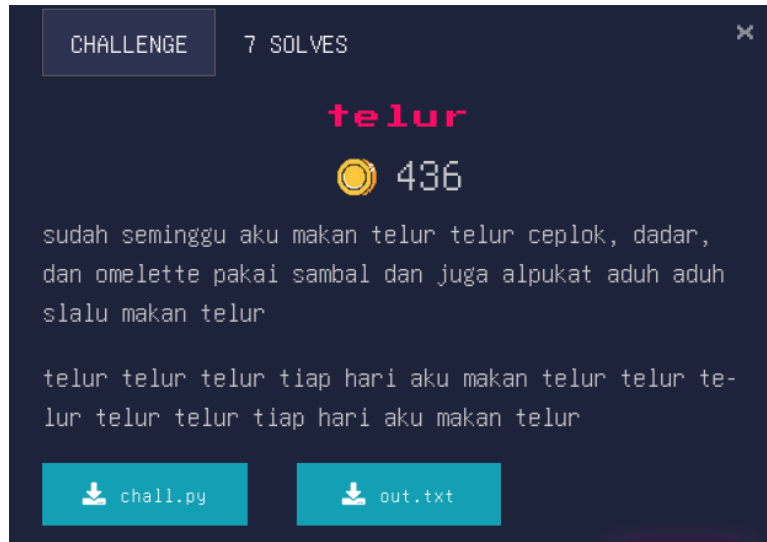 CHALLENGE 7 SOLVES ×
telur
436
sudah seminggu aku makan telur telur ceplok, dadar,
dan omelette pakai sambal dan juga alpukat aduh aduh
slalu makan telur
telur telur telur tiap hari aku makan telur telur te-
lur telur telur tiap hari aku makan telur
chall.py out.txt